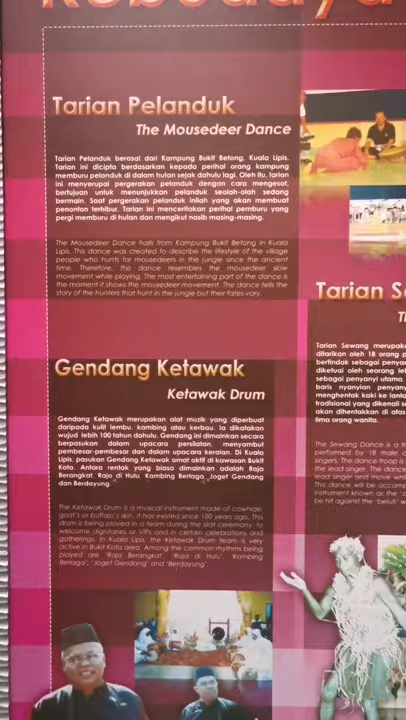 Tarian Pelanduk
The Mousedeer Dance
Tarian Pelanduk berasal dari Kampung Bukit Betong, Kuala Lipis.
Tarian ini dicipta berdasarkan kepada perihal orang kampung
memburu pelanduk di dalam hutan sejak dahulu lagi. Oleh itu, tarian
ini menyerupai pergerakan pelanduk dengan cara mengesot,
bertujuan untuk menunjukkan pelanduk seolah-olah sedang
bermain. Saat pergerakan pelanduk inilah yang akan membuat
penonton terhibur. Tarian ini menceritakan perihal pemburu yang
pergi memburu di hutan dan mengikut nasib masing-masing.
The Mousedeer Dance hails from Kampung Bukit Betong in Kuala
Lipis. This dance was created to describe the lifestyle of the village
people who hunts for mousedeers in the jungle since the ancient
time. Therefore, this dance resembles the mousedeer slow
movement while playing. The most entertaining part of the dance is
the moment it shows the mousedeer movement. The dance tells the
story of the hunters that hunt in the jungle but their fates vary.
Gendang Ketawak
Ketawak Drum
Gendang Ketawak merupakan alat muzik yang diperbuat
daripada kulit lembu, kambing atau kerbau. Ia dikatakan
wujud lebih 100 tahun dahulu. Gendang ini dimainkan secara
berpasukan dalam upacara persilatan, menyambut
pembesar-pembesar dan dalam upacara keraian. Di Kuala
Lipis, pasukan Gendang Ketawak amat aktif di kawasan Bukit
Kota. Antara rentak yang biasa dimainkan adalah Raja
Berangkat, Raja di Hulu, Kambing Berlaga, Joget Gendang
dan Berdayung.
The Ketawak Drum is a musical instrument made of cowhide,
goat's or buffalo's skin. It has existed since 100 years ago. This
drum is being played in a team during the silat ceremony, to
welcome dignitaries or VIPs and in certain celebrations and
gatherings. In Kuala Lipis, the Ketawak Drum team is very
active in Bukit Kota area. Among the common rhythms being
played are 'Raja Berangkat', 'Raja di Hulu', 'Kambing
Berlaga', 'Joget Gendang' and 'Berdayung'.
Tarian
Tarian Sewang merupaka
ditarikan oleh 18 orang p
bertindak sebagai penya
diketuai oleh seorang lel
sebagai penyanyi utama.
baris nyanyian penyany
menghentak kaki ke lanta
tradisional yang dikenali s
akan dihentakkan di atas
lima orang wanita.
The Sewang Dance is a tr
performed by 18 male o
singers. The dance troop is
the lead singer. The dance
lead singer and move whil
This dance will be accomp
instrument known as the 'c
be hit against the 'beluti' w